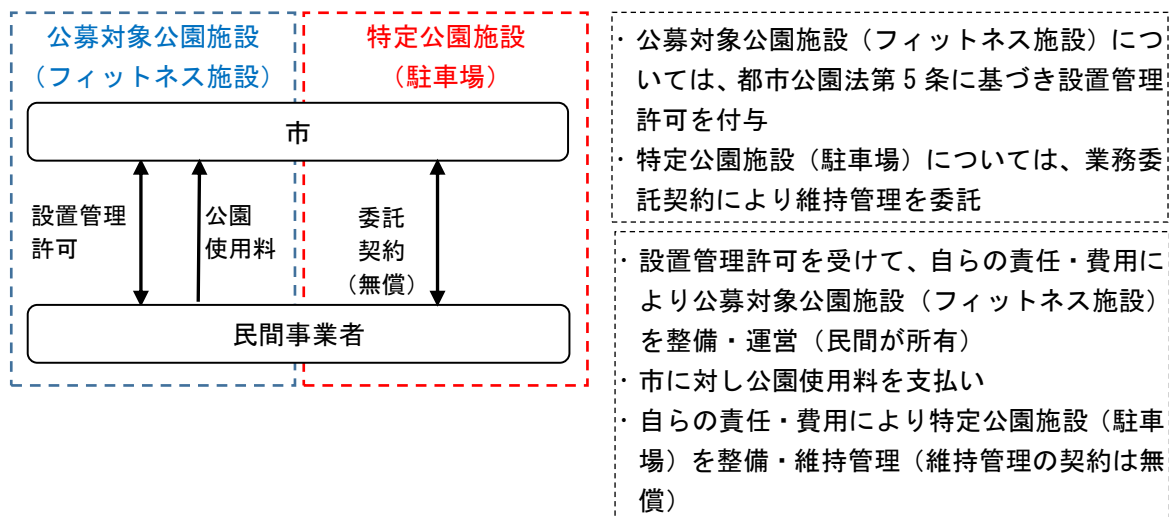 公募対象公園施設
（フィットネス施設）
特定公園施設
（駐車場）
市
設置管理
許可
公園
使用料
委託
契約
（無償）
民間事業者
・公募対象公園施設（フィットネス施設）につ
いては、都市公園法第５条に基づき設置管理
許可を付与
・特定公園施設（駐車場）については、業務委
託契約により維持管理を委託
・設置管理許可を受けて、自らの責任・費用に
より公募対象公園施設（フィットネス施設）
を整備・運営（民間が所有）
・市に対し公園使用料を支払い
・自らの責任・費用により特定公園施設（駐車
場）を整備・維持管理（維持管理の契約は無
償）